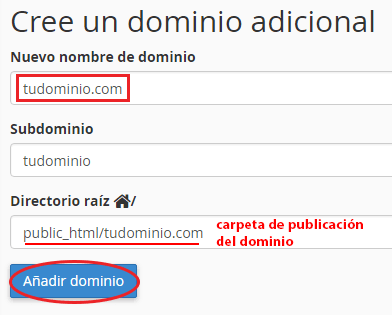 Cree un dominio adicional
Nuevo nombre de dominio
tudominio.com
Subdominio
tudominio
Directorio raíz /
public_html/tudominio.com
carpeta de publicación
del dominio
Añadir dominio